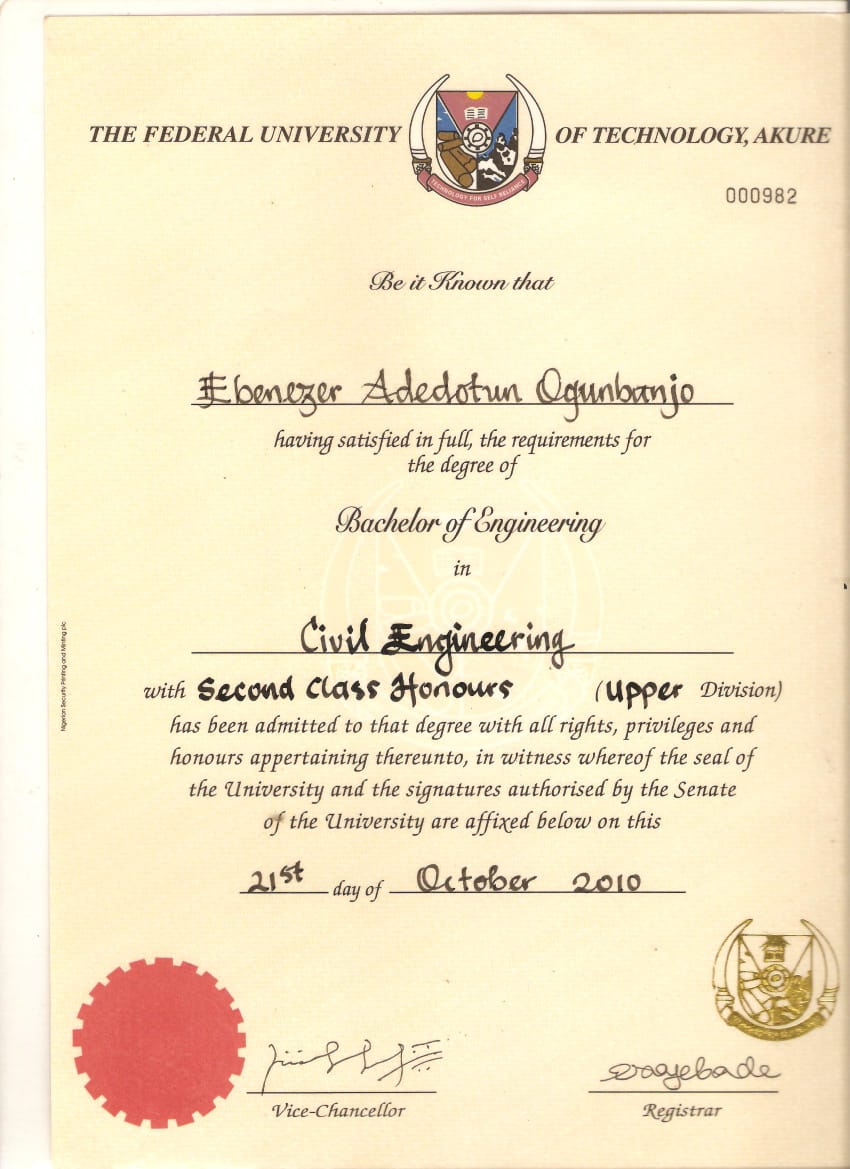 THE FEDERAL UNIVERSITY OF TECHNOLOGY, AKURE
TECHNOLOGY FOR SELF RELIANCE
000982
Be it Known that
Ebenezer Adedotun Ogunbanjo
having satisfied in full, the requirements for
the degree of
Bachelor of Engineering
in
Civil Engineering
with Second Class Honours (Upper Division)
has been admitted to that degree with all rights, privileges and
honours appertaining thereunto, in witness whereof the seal of
the University and the signatures authorised by the Senate
of the University are affixed below on this
21st day of October 2010
Vice-Chancellor
Registrar
Nigerian Security Printing and Minting plc